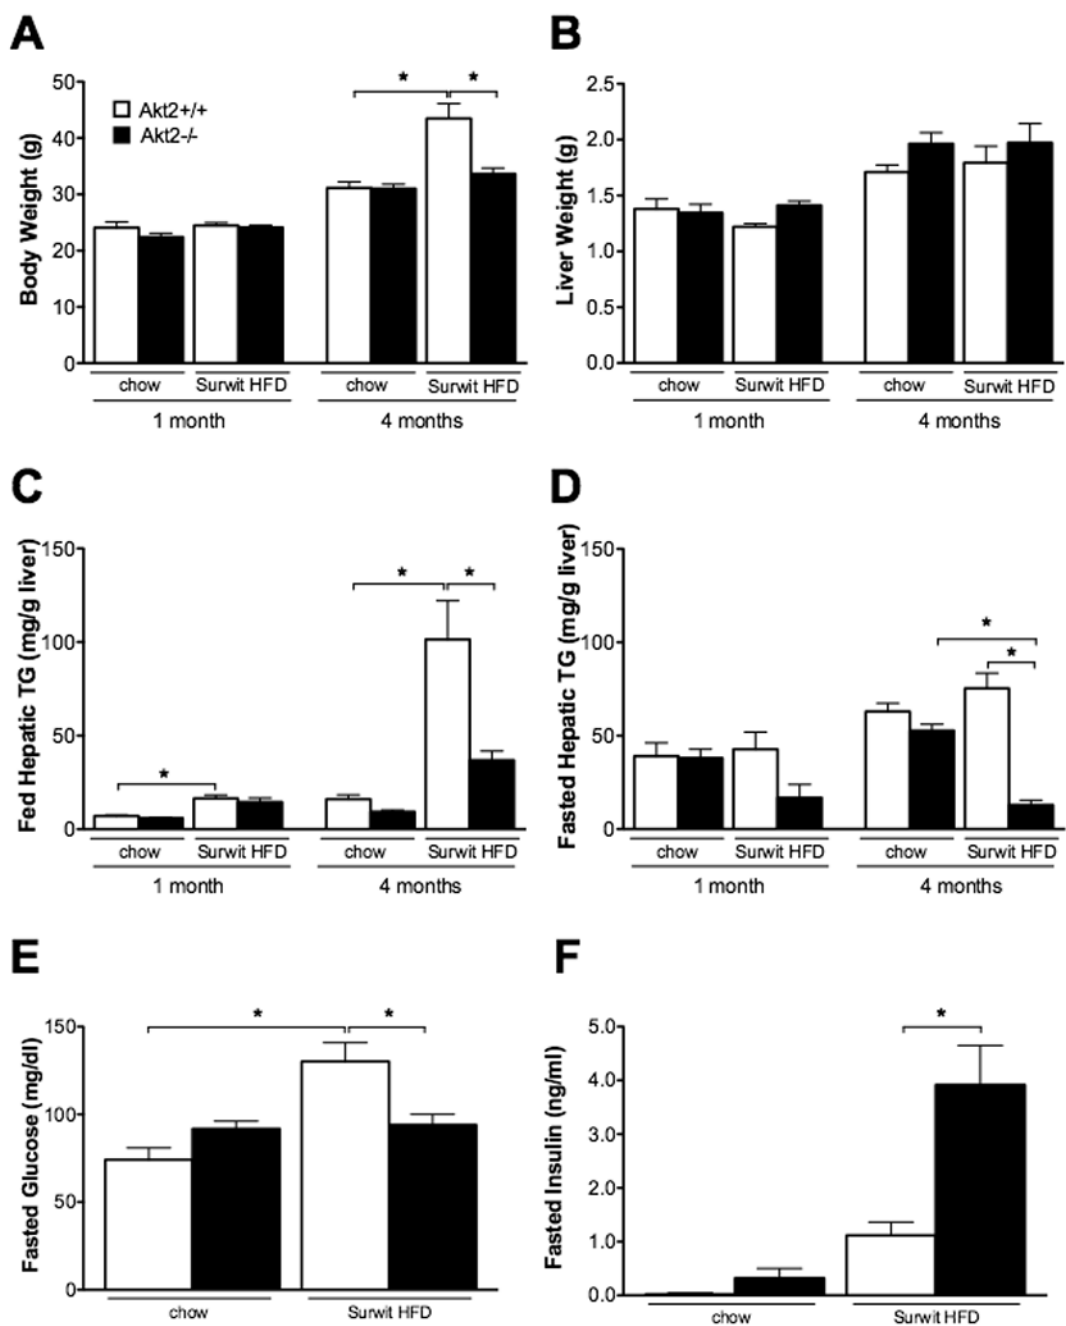 A
B
Body Weight (g)
50
40
30
20
10
0
Akt2+/+
Akt2-/-
*
*
chow
Surwit HFD
chow
Surwit HFD
1 month
4 months
Liver Weight (g)
2.5
2.0
1.5
1.0
0.5
0.0
chow
Surwit HFD
chow
Surwit HFD
1 month
4 months
C
D
Fed Hepatic TG (mg/g liver)
150
100
50
0
*
*
*
chow
Surwit HFD
chow
Surwit HFD
1 month
4 months
Fasted Hepatic TG (mg/g liver)
150
100
50
0
*
*
chow
Surwit HFD
chow
Surwit HFD
1 month
4 months
E
F
Fasted Glucose (mg/dl)
150
100
50
0
*
*
chow
Surwit HFD
Fasted Insulin (ng/ml)
5.0
4.0
3.0
2.0
1.0
0.0
*
chow
Surwit HFD